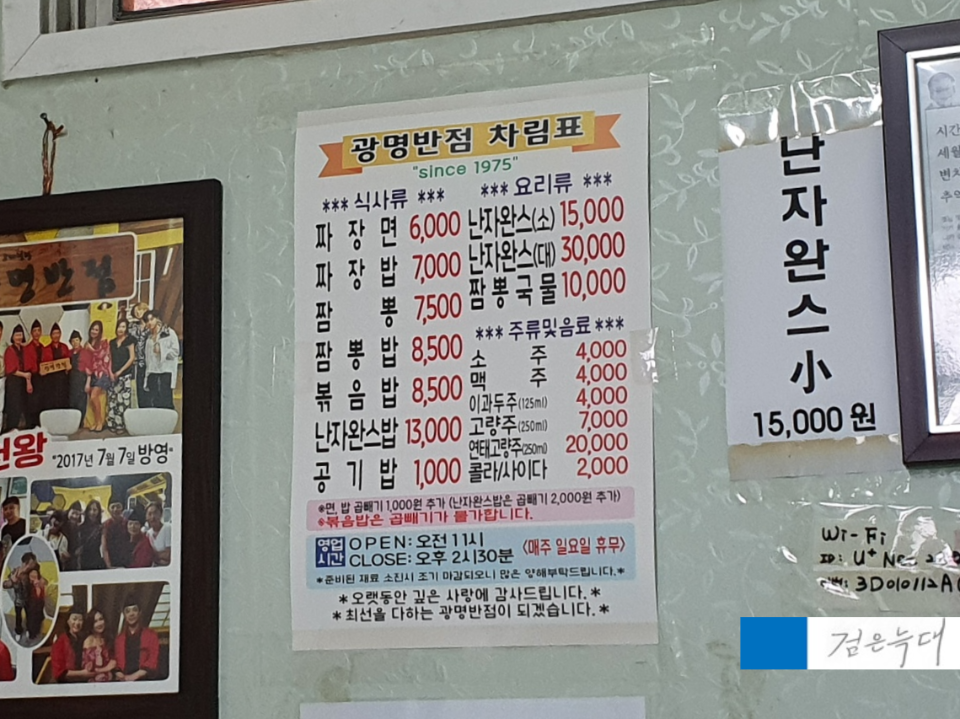 광명반점 차림표
"since 1975"
*** 식사류 ***
짜장면 6,000
짜장밥 7,000
짬뽕 7,500
짬뽕밥 8,500
볶음밥 8,500
난자완스밥 13,000
공기밥 1,000
*** 요리류 ***
난자완스(소) 15,000
난자완스(대) 30,000
짬뽕국물 10,000
*** 주류및음료 ***
소주 4,000
맥주 4,000
이과두주(125ml) 4,000
고량주(250ml) 7,000
연태고량주(250ml) 20,000
콜라/사이다 2,000
*면, 밥 곱빼기 1,000원 추가 (난자완스밥은 곱빼기 2,000원 추가)
*볶음밥은 곱빼기가 불가합니다.
영업시간
OPEN: 오전 11시
CLOSE: 오후 2시30분
<매주 일요일 휴무>
*준비된 재료 소진시 조기 마감되오니 많은 양해부탁드립니다.*
*오랫동안 깊은 사랑에 감사드립니다.*
*최선을 다하는 광명반점이 되겠습니다.*
난자완스小
15,000원
명반점
"2017년 7월 7일 방영"
시간
세월
Wi-Fi
ID: U+
3D010112A
검은늑대